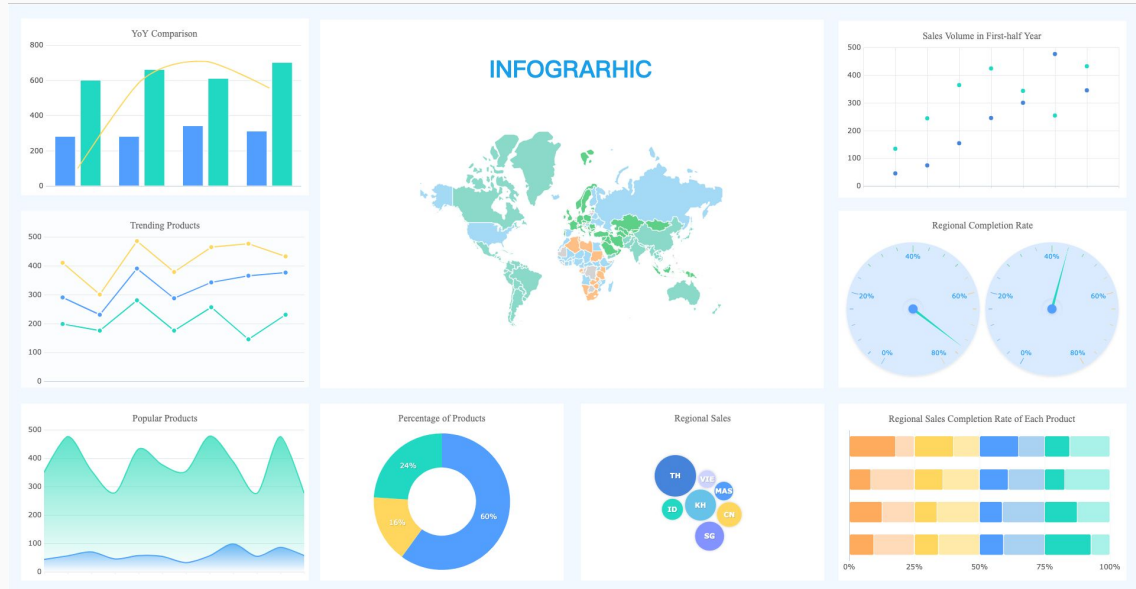 YoY Comparison
800
600
400
200
0
INFOGRARHIC
Sales Volume in First-half Year
500
400
300
200
100
0
Trending Products
500
400
300
200
100
0
Regional Completion Rate
40%
20%
60%
0%
80%
40%
20%
60%
0%
80%
Popular Products
500
400
300
200
100
0
Percentage of Products
24%
16%
60%
Regional Sales
TH
VIE
MAS
ID
KH
CN
SG
Regional Sales Completion Rate of Each Product
0%
25%
50%
75%
100%